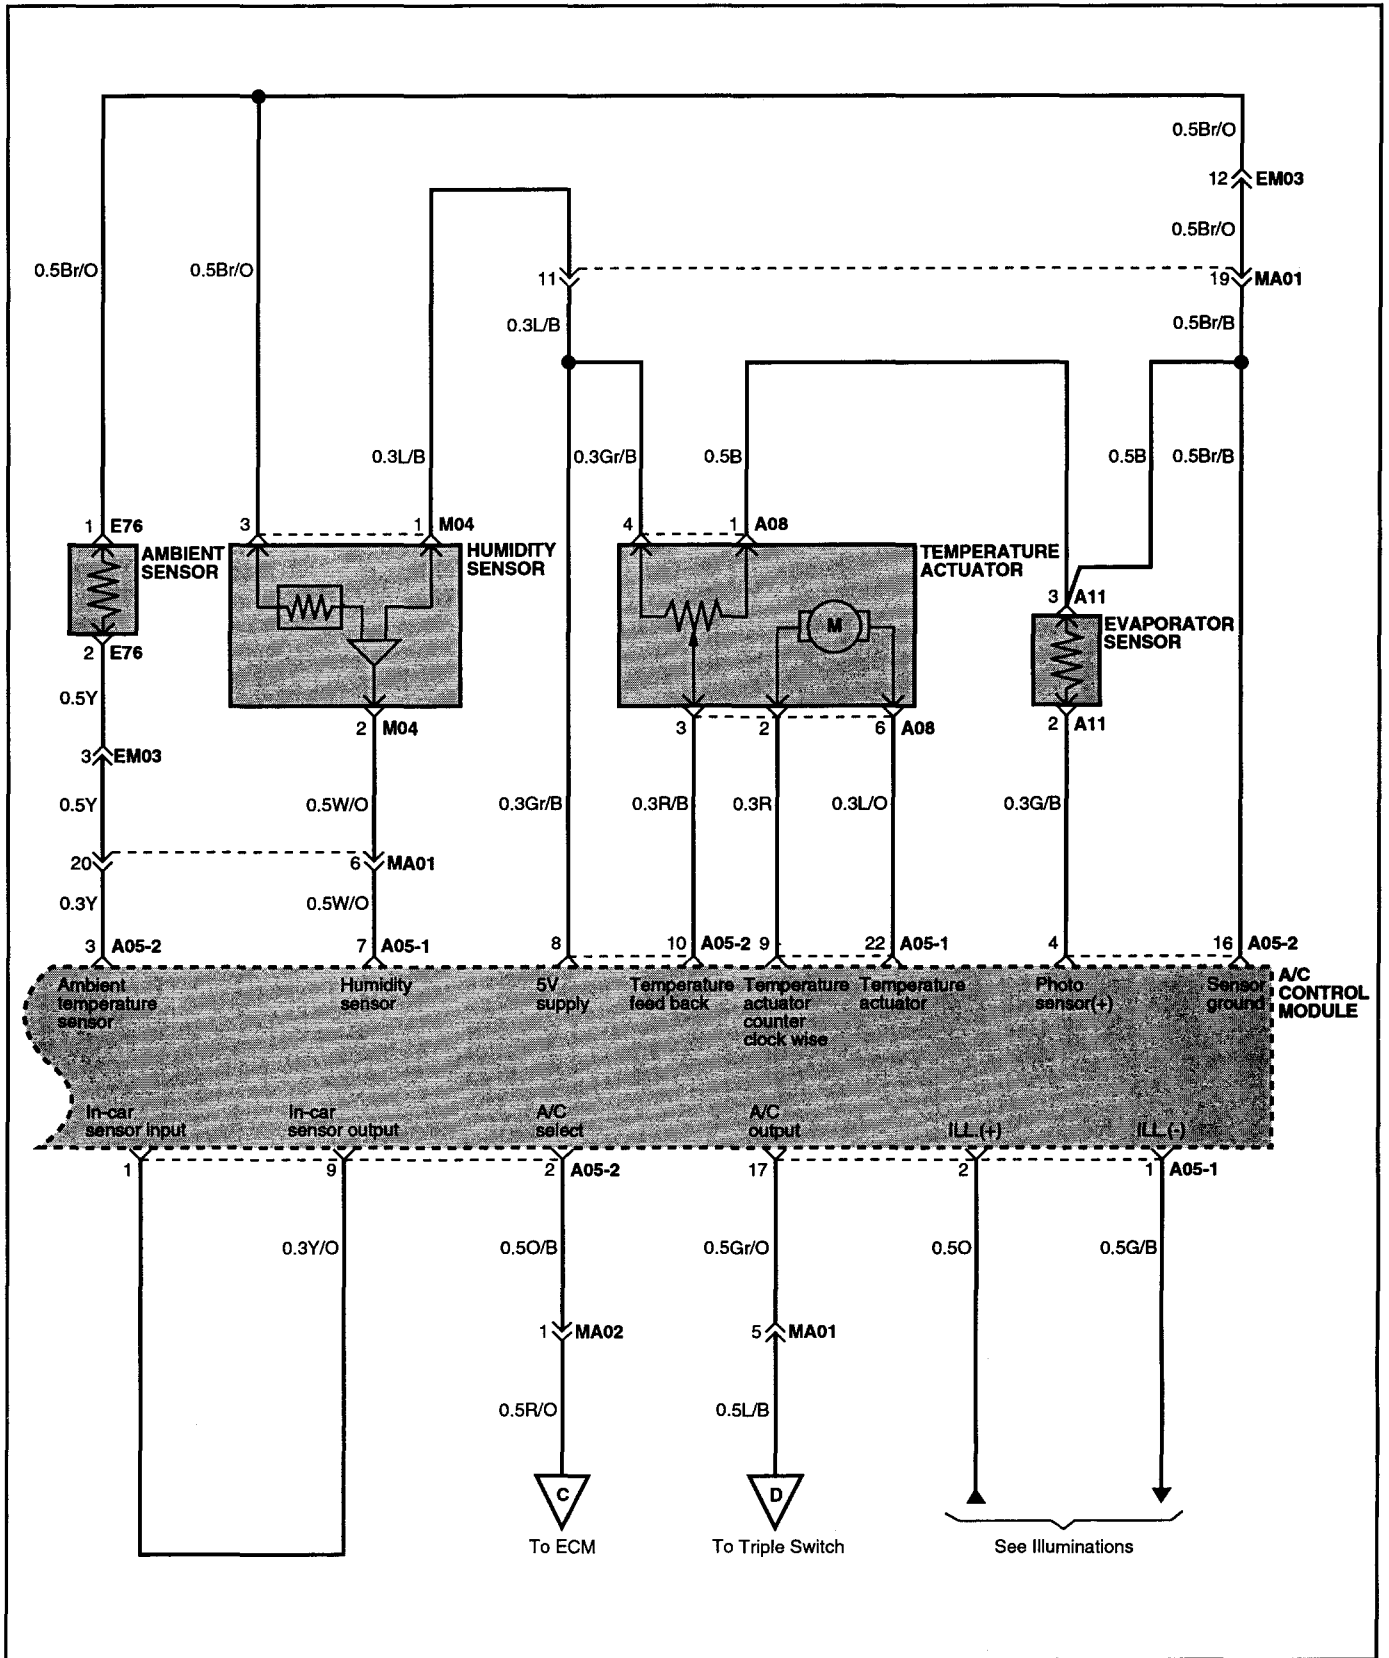 0.5Br/O
12 EM03
0.5Br/O
0.5Br/O 0.5Br/O
11 19 MA01
0.3L/B 0.5Br/B
0.3L/B 0.3Gr/B 0.5B 0.5B 0.5Br/B
1 E76 3 1 M04 4 1 A08
AMBIENT
SENSOR
HUMIDITY
SENSOR
TEMPERATURE
ACTUATOR
M
3 A11
EVAPORATOR
SENSOR
2 E76
0.5Y
2 M04 3 2 6 A08 2 A11
3 EM03
0.5Y 0.5W/O 0.3Gr/B 0.3R/B 0.3R 0.3L/O 0.3G/B
20 6 MA01
0.3Y 0.5W/O
3 A05-2 7 A05-1 8 10 A05-2 9 22 A05-1 4 16 A05-2
A/C
CONTROL
MODULE
Ambient
temperature
sensor
Humidity
sensor
5V
supply
Temperature
feed back
Temperature
actuator
counter
clock wise
Temperature
actuator
Photo
sensor(+)
Sensor
ground
In-car
sensor input
In-car
sensor output
A/C
select
A/C
output
ILL.(+)
ILL.(-)
1 9 2 A05-2 17 2 1 A05-1
0.3Y/O 0.5O/B 0.5Gr/O 0.5O 0.5G/B
1 MA02 5 MA01
0.5R/O 0.5L/B
C D
To ECM To Triple Switch See Illuminations